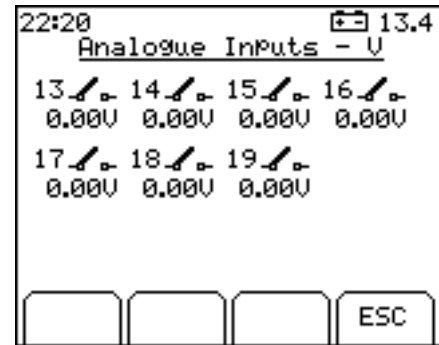 22:20 13.4
Analogue Inputs - V
13 14 15 16
0.00V 0.00V 0.00V 0.00V
17 18 19
0.00V 0.00V 0.00V
ESC